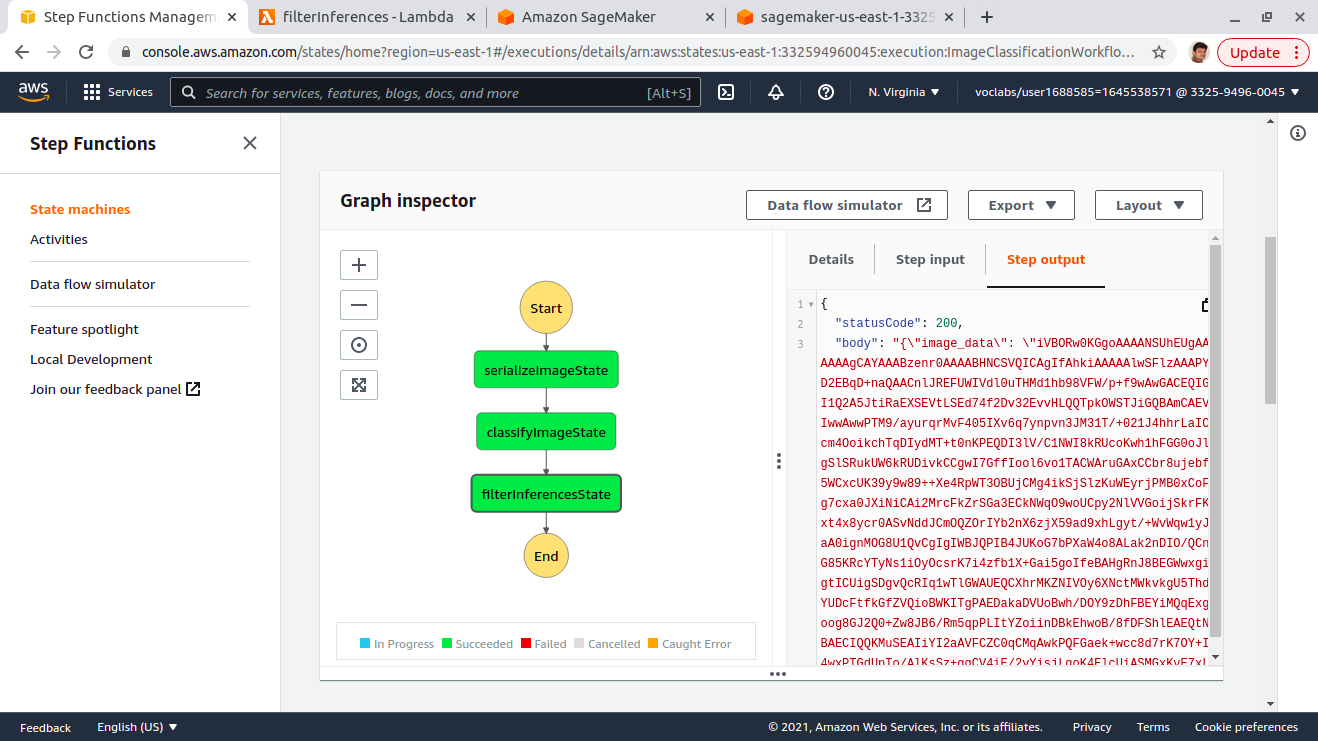 Step Functions Managem
filterInferences - Lambda
Amazon SageMaker
sagemaker-us-east-1-3325
console.aws.amazon.com/states/home?region=us-east-1#/executions/details/arn:aws:states:us-east-1:332594960045:execution:ImageClassificationWorkflo...
Update
aws
Services
Search for services, features, blogs, docs, and more
[Alt+S]
N. Virginia
voclabs/user1688585=1645538571 @ 3325-9496-0045
Step Functions
State machines
Activities
Data flow simulator
Feature spotlight
Local Development
Join our feedback panel
Graph inspector
Data flow simulator
Export
Layout
Start
serializeImageState
classifyImageState
filterInferencesState
End
In Progress
Succeeded
Failed
Cancelled
Caught Error
Details
Step input
Step output
1 {
2 "statusCode": 200,
3 "body": "{\"image_data\": \"iVBORw0KGgoAAAANSUhEUgAA
AAAAgCAYAAABzenr0AAAABHNCSVQICAgIfAhkiAAAAAlwSFlzAAAPY
D2EBqD+naQAACnlJREFUWIVdl0uTHMd1hb98VFW/p+f9wAwGACEQIG
I1Q2A5JtiRaEXSEVtLSEd74f2Dv32EvvHLQQTpkOWSTJiGQBAmCAEV
IwwAwwPTM9/ayurqrMvF405IXv6q7ynpvn3JM31T/+021J4hhrLaIC
cm4OoikchTqDIydMT+t0nKPEQDI3lV/C1NWI8kRUcoKwh1hFGG0oJl
gSlSRukUW6kRUDivkCCgwI7GffIool6vo1TACWAruGAxCCbr8ujebf
5WCxcUK39y9w89++Xe4RpWT3OBUjCMg4ikSjSlzKuWEyrjPMB0xCoF
g7cxa0JXiNiCAi2MrcFkZrSGa3ECkNWqO9woUCpy2NlVVGoijSkrFK
xt4x8ycr0ASvNddJCmOQZOrIYb2nX6zjX59ad9xhLgyt/+WvWqw1yJ
aA0ignMOG8U1QvCgIgIWBJQPIB4JUKoG7bPXaW4o8ALak2nDIO/QCn
G85KRcYTyNs1iOyOcsrK7i4zfb1X+Gai5goIfeBAHgRnJ8BEGWwxgi
gtICUigSDgvQcRIq1wTlGWAUEQCXhrMKZNIVOy6XNctMWkvkgU5Thd
YUDcFtfkGfZVQioBWKITgPAEDakaDVUoBwh/DOY9zDhFBEYiMQqExg
oog8GJ2Q0+Zw8JB6/Rm5qpPLItYZoiinDBkEhwoB/8fDFShlEAEQtN
BAECIQQKMuSEAIiYI2aAVFCZC0qCMqAwkPQFGaek+wcc8d7rK7OY+I
Feedback
English (US)
© 2021, Amazon Web Services, Inc. or its affiliates.
Privacy
Terms
Cookie preferences